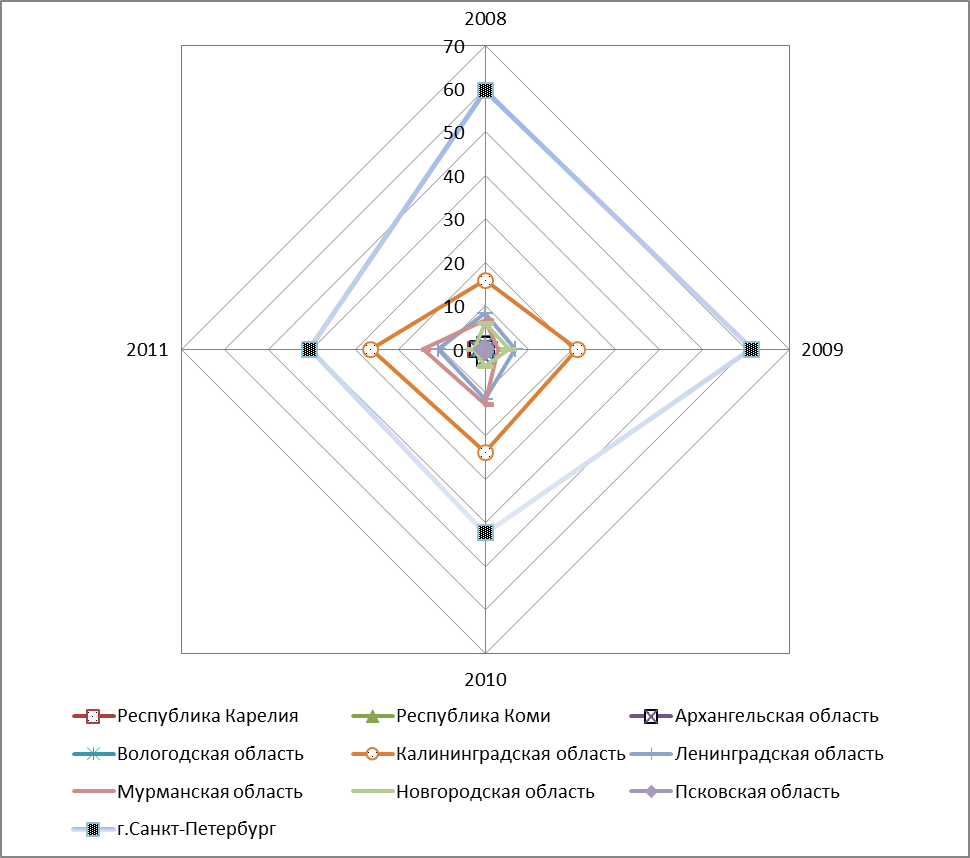 2008
70
60
50
40
30
20
10
2011 0 2009
2010
Республика Карелия Республика Коми Архангельская область
Вологодская область Калининградская область Ленинградская область
Мурманская область Новгородская область Псковская область
г.Санкт-Петербург